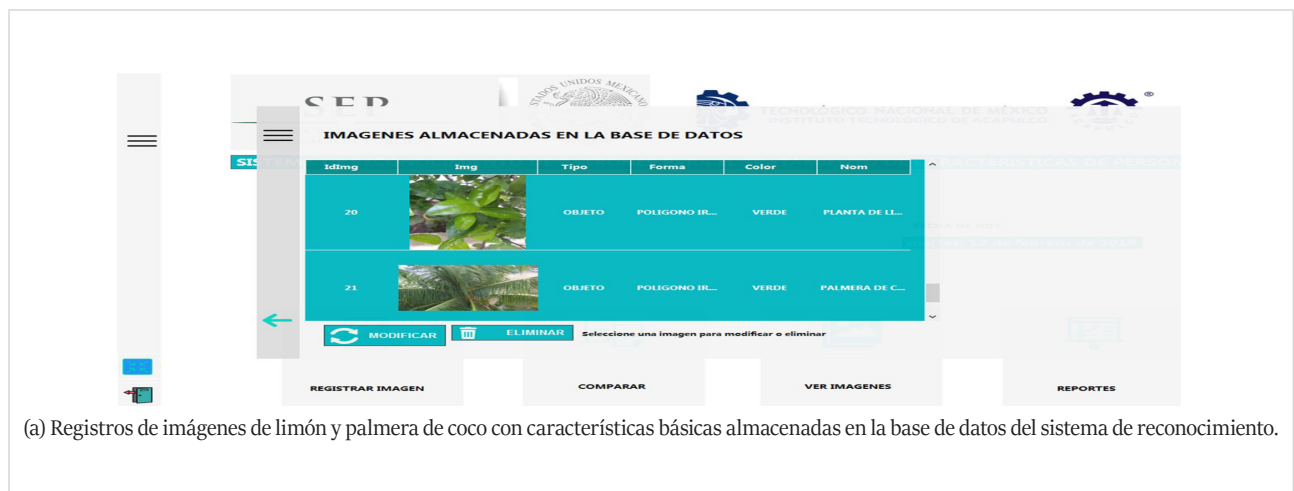 SEP
ESTADOS UNIDOS MEXICANOS
TECNOLÓGICO NACIONAL DE MÉXICO
INSTITUTO TECNOLÓGICO DE ACAPULCO
®
IMAGENES ALMACENADAS EN LA BASE DE DATOS
IdImg Img Tipo Forma Color Nom
20 OBJETO POLIGONO IR... VERDE PLANTA DE LI...
21 OBJETO POLIGONO IR... VERDE PALMERA DE C...
MODIFICAR ELIMINAR Seleccione una imagen para modificar o eliminar
REGISTRAR IMAGEN COMPARAR VER IMAGENES REPORTES
(a) Registros de imágenes de limón y palmera de coco con características básicas almacenadas en la base de datos del sistema de reconocimiento.